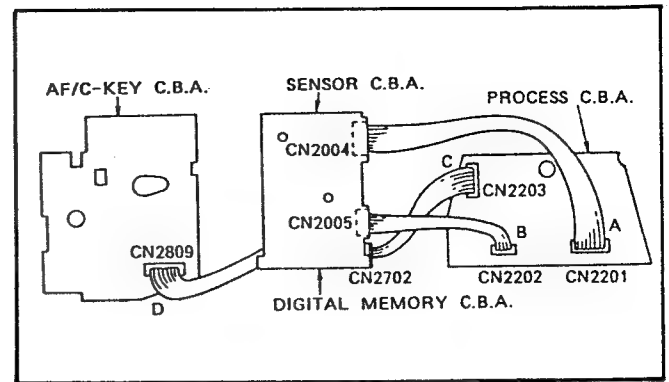 AF/C-KEY C.B.A.
SENSOR C.B.A.
PROCESS C.B.A.
CN2004
C
CN2203
CN2005
B
A
CN2809
CN2702
CN2202
CN2201
D
DIGITAL MEMORY C.B.A.